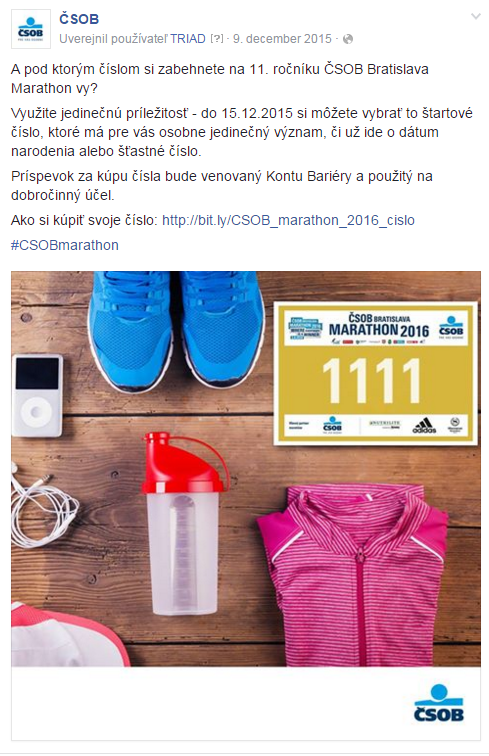 ČSOB
Uverejnil používateľ TRIAD [?] · 9. december 2015 ·
A pod ktorým číslom si zabehnete na 11. ročníku ČSOB Bratislava
Marathon vy?
Využite jedinečnú príležitosť - do 15.12.2015 si môžete vybrať to štartové
číslo, ktoré má pre vás osobne jedinečný význam, či už ide o dátum
narodenia alebo šťastné číslo.
Príspevok za kúpu čísla bude venovaný Kontu Bariéry a použitý na
dobročinný účel.
Ako si kúpiť svoje číslo: http://bit.ly/CSOB_marathon_2016_cislo
#CSOBmarathon
ČSOB BRATISLAVA
MARATHON 2016
ČSOB
1111
ČSOB
NUTRILITE
adidas
ČSOB